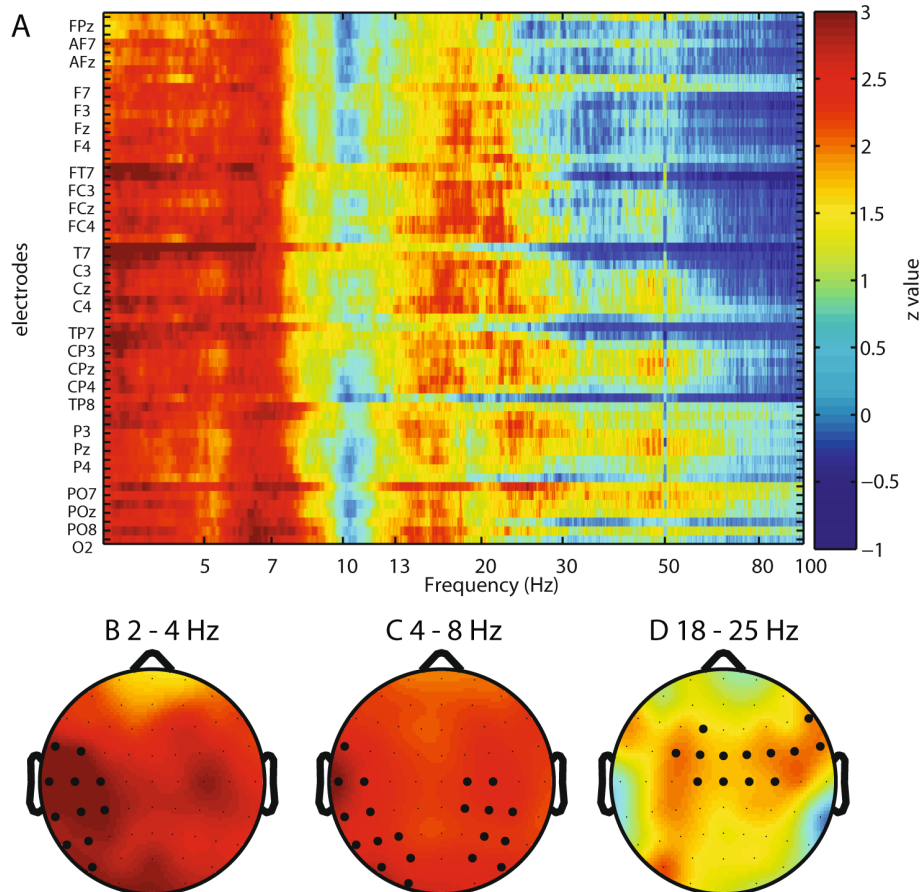 A
electrodes
FPz
AF7
AFz
F7
F3
Fz
F4
FT7
FC3
FCz
FC4
T7
C3
Cz
C4
TP7
CP3
CPz
CP4
TP8
P3
Pz
P4
PO7
POz
PO8
O2
5 7 10 13 20 30 50 80 100
Frequency (Hz)
3
2.5
2
1.5
1
0.5
0
−0.5
−1
z value
B 2 - 4 Hz
C 4 - 8 Hz
D 18 - 25 Hz